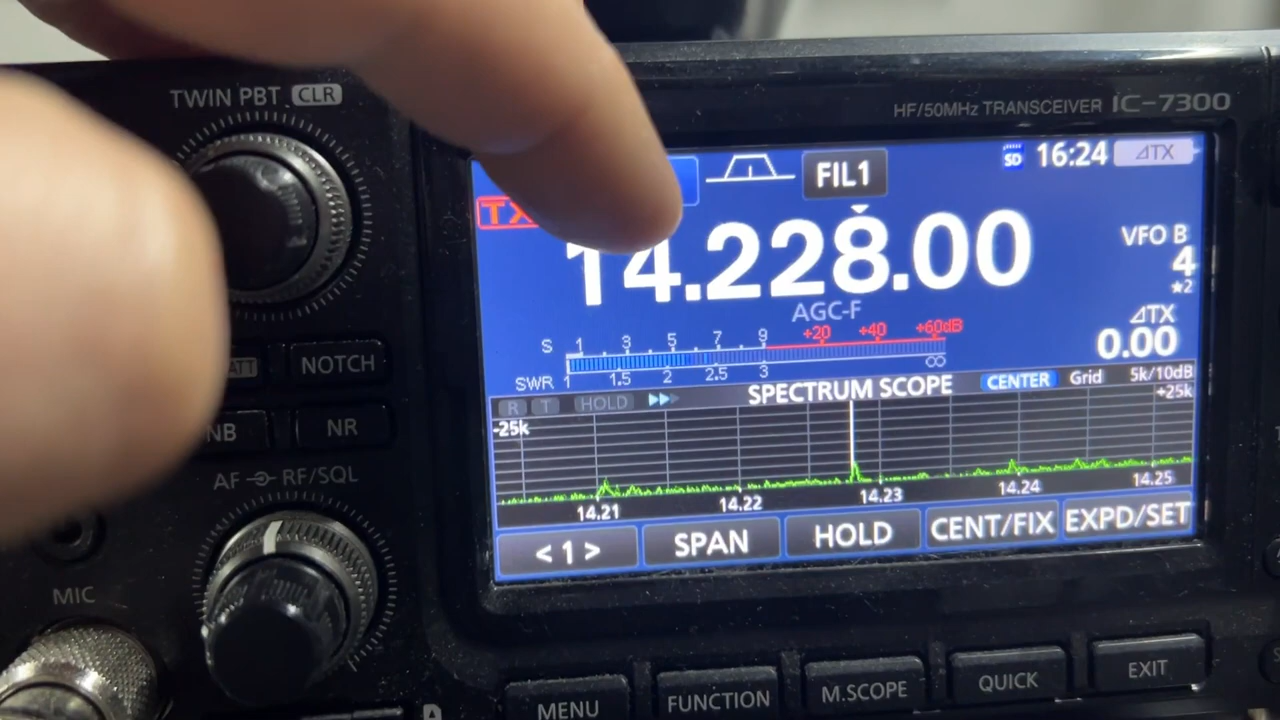 TWIN PBT CLR
HF/50MHz TRANSCEIVER IC-7300
FIL1
SD 16:24 ⊿TX
TX
14.228.00
VFO B
4
★2
AGC-F
⊿TX
0.00
S 1 3 5 7 9 +20 +40 +60dB
SWR 1 1.5 2 2.5 3 ∞
SPECTRUM SCOPE CENTER Grid 5k/10dB
R T HOLD
-25k +25k
14.21 14.22 14.23 14.24 14.25
< 1 > SPAN HOLD CENT/FIX EXPD/SET
ATT NOTCH
NB NR
AF RF/SQL
MIC
MENU FUNCTION M.SCOPE QUICK EXIT